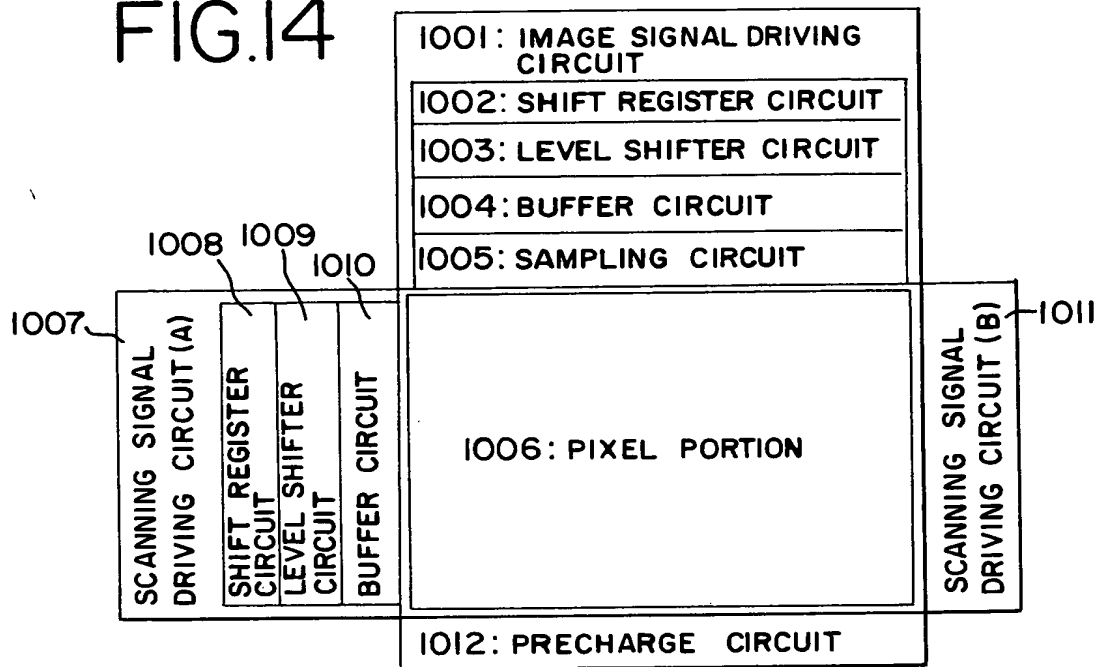 FIG.14
1001: IMAGE SIGNAL DRIVING
CIRCUIT
1002: SHIFT REGISTER CIRCUIT
1003: LEVEL SHIFTER CIRCUIT
1004: BUFFER CIRCUIT
1005: SAMPLING CIRCUIT
1008
1009
1010
1007
SCANNING SIGNAL
DRIVING CIRCUIT(A)
SHIFT REGISTER
CIRCUIT
LEVEL SHIFTER
CIRCUIT
BUFFER CIRCUIT
1006: PIXEL PORTION
SCANNING SIGNAL
DRIVING CIRCUIT(B)
1011
1012: PRECHARGE CIRCUIT